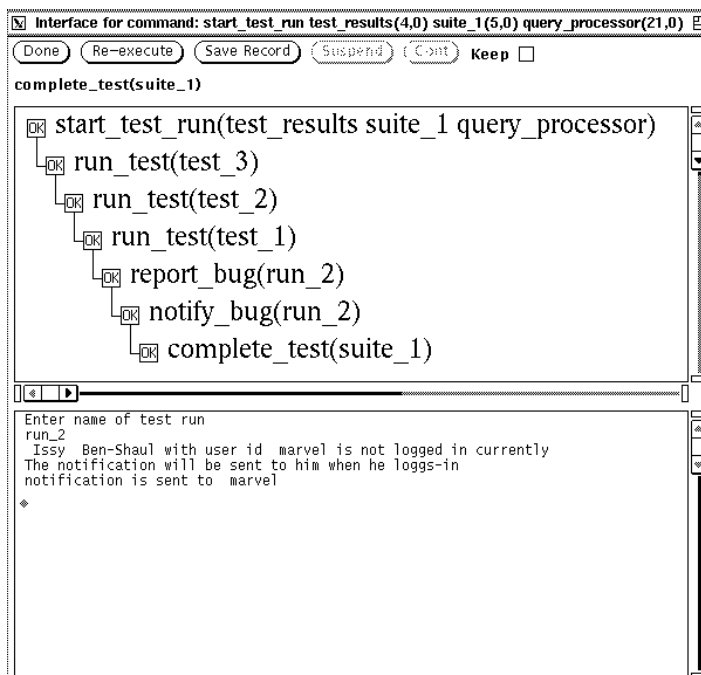 Interface for command: start_test_run test_results(4,0) suite_1(5,0) query_processor(21,0)
Done Re-execute Save Record Suspend Cont Keep
complete_test(suite_1)
OK start_test_run(test_results suite_1 query_processor)
OK run_test(test_3)
OK run_test(test_2)
OK run_test(test_1)
OK report_bug(run_2)
OK notify_bug(run_2)
OK complete_test(suite_1)
Enter name of test run
run_2
Issy Ben-Shaul with user id marvel is not logged in currently
The notification will be sent to him when he loggs-in
notification is sent to marvel